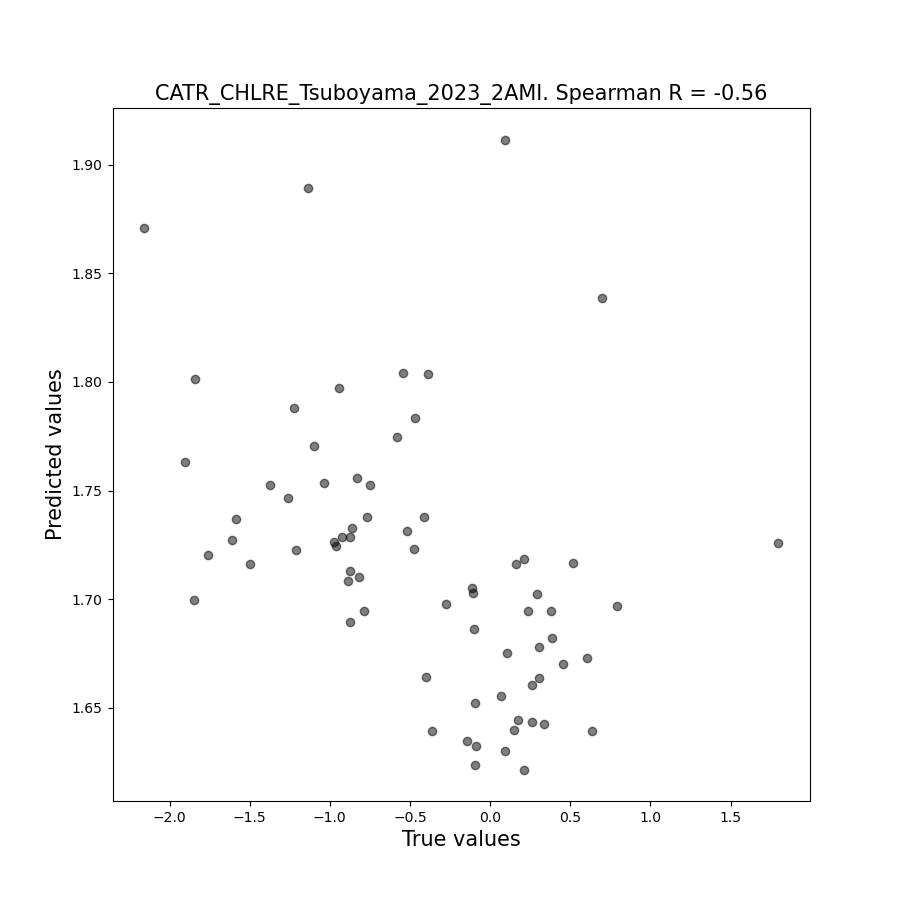 CATR_CHLRE_Tsuboyama_2023_2AMI. Spearman R = -0.56
1.90
1.85
1.80
1.75
1.70
1.65
Predicted values
−2.0 −1.5 −1.0 −0.5 0.0 0.5 1.0 1.5
True values